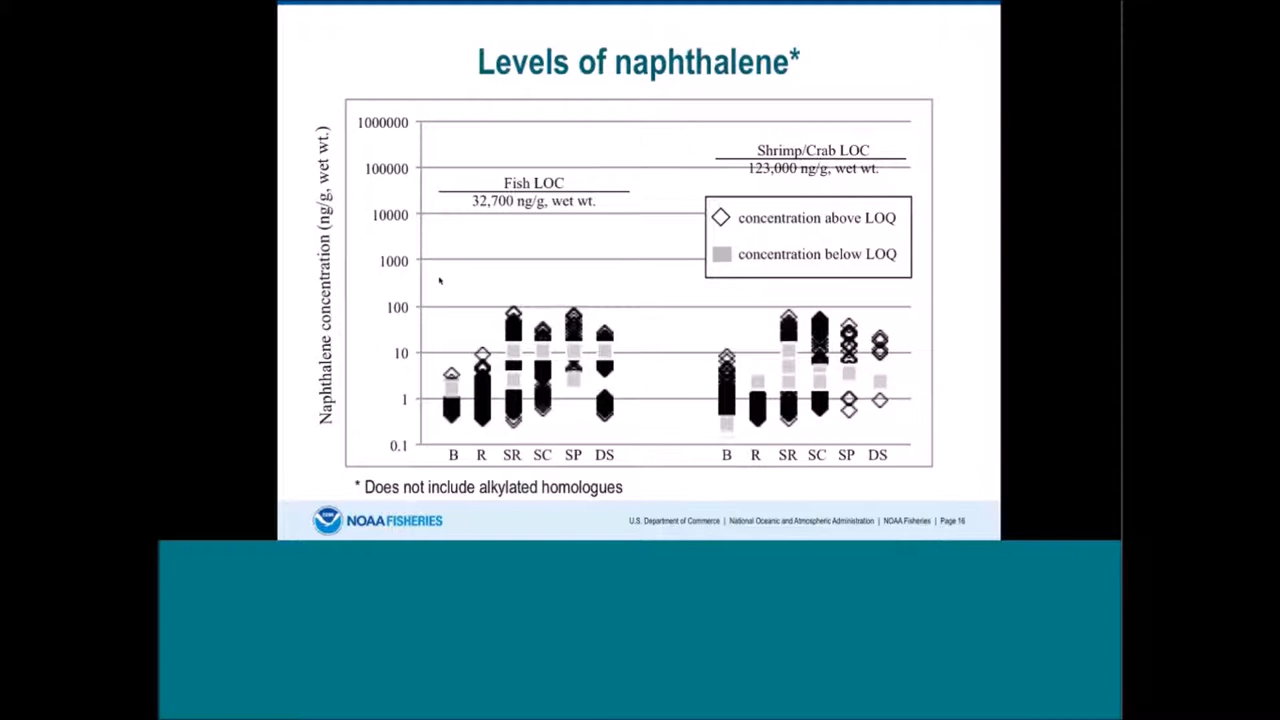 Levels of naphthalene*
Naphthalene concentration (ng/g, wet wt.)
1000000
100000
10000
1000
100
10
1
0.1
Fish LOC
32,700 ng/g, wet wt.
Shrimp/Crab LOC
123,000 ng/g, wet wt.
concentration above LOQ
concentration below LOQ
B R SR SC SP DS
B R SR SC SP DS
* Does not include alkylated homologues
NOAA FISHERIES
U.S. Department of Commerce | National Oceanic and Atmospheric Administration | NOAA Fisheries | Page 16